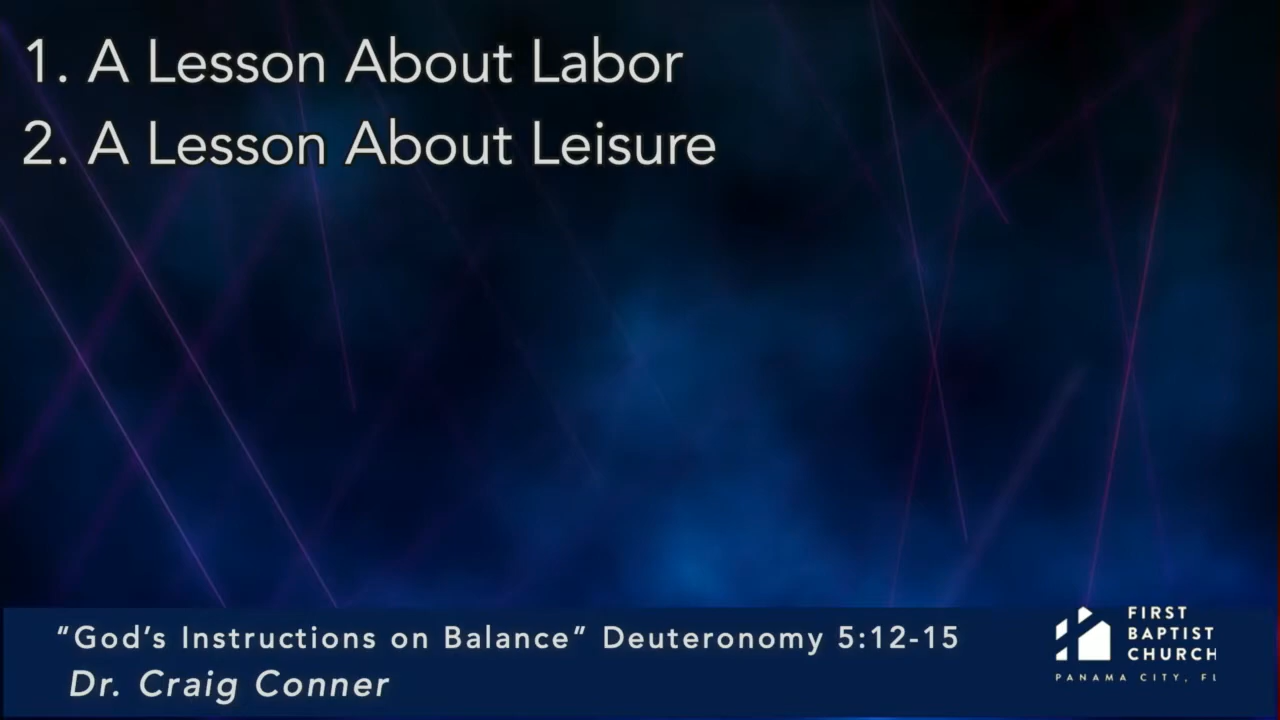 1. A Lesson About Labor
2. A Lesson About Leisure
“God’s Instructions on Balance” Deuteronomy 5:12-15
Dr. Craig Conner
FIRST
BAPTIST
CHURCH
PANAMA CITY, FL